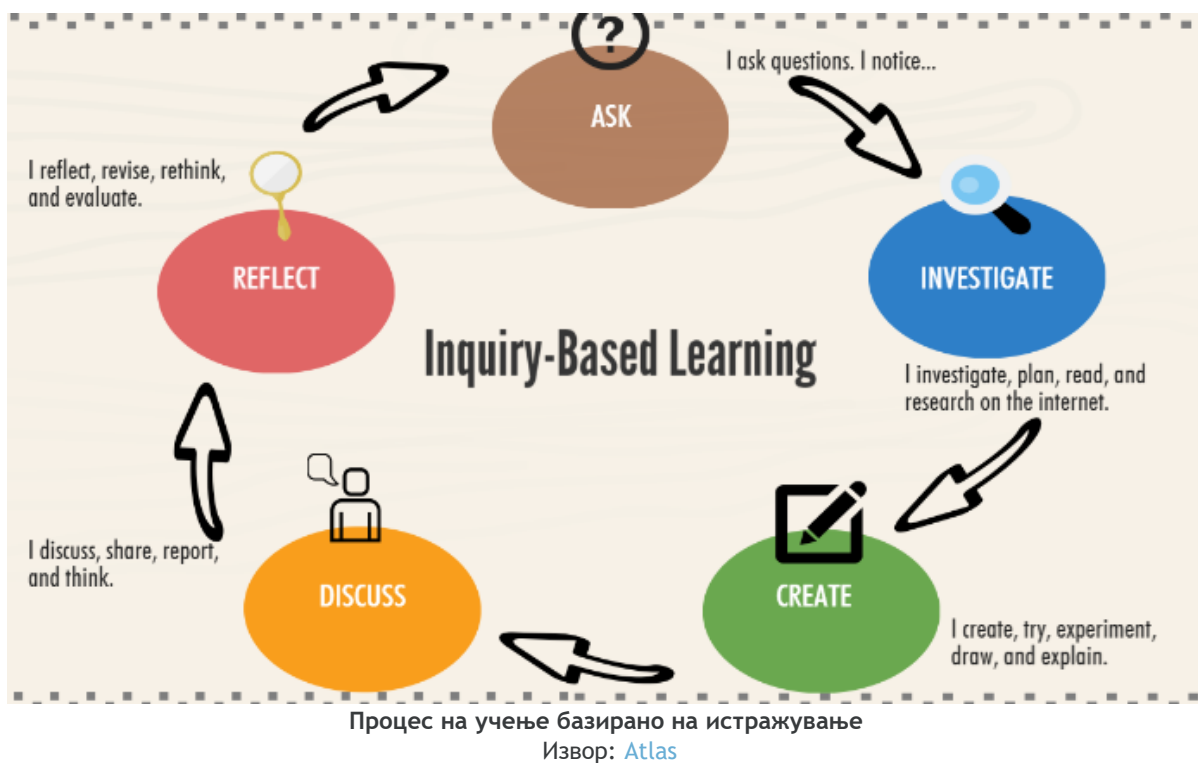 ?
ASK
I ask questions. I notice...
INVESTIGATE
I investigate, plan, read, and
research on the internet.
CREATE
I create, try, experiment,
draw, and explain.
DISCUSS
I discuss, share, report,
and think.
REFLECT
I reflect, revise, rethink,
and evaluate.
Inquiry-Based Learning
Процес на учење базирано на истражување
Извор: Atlas